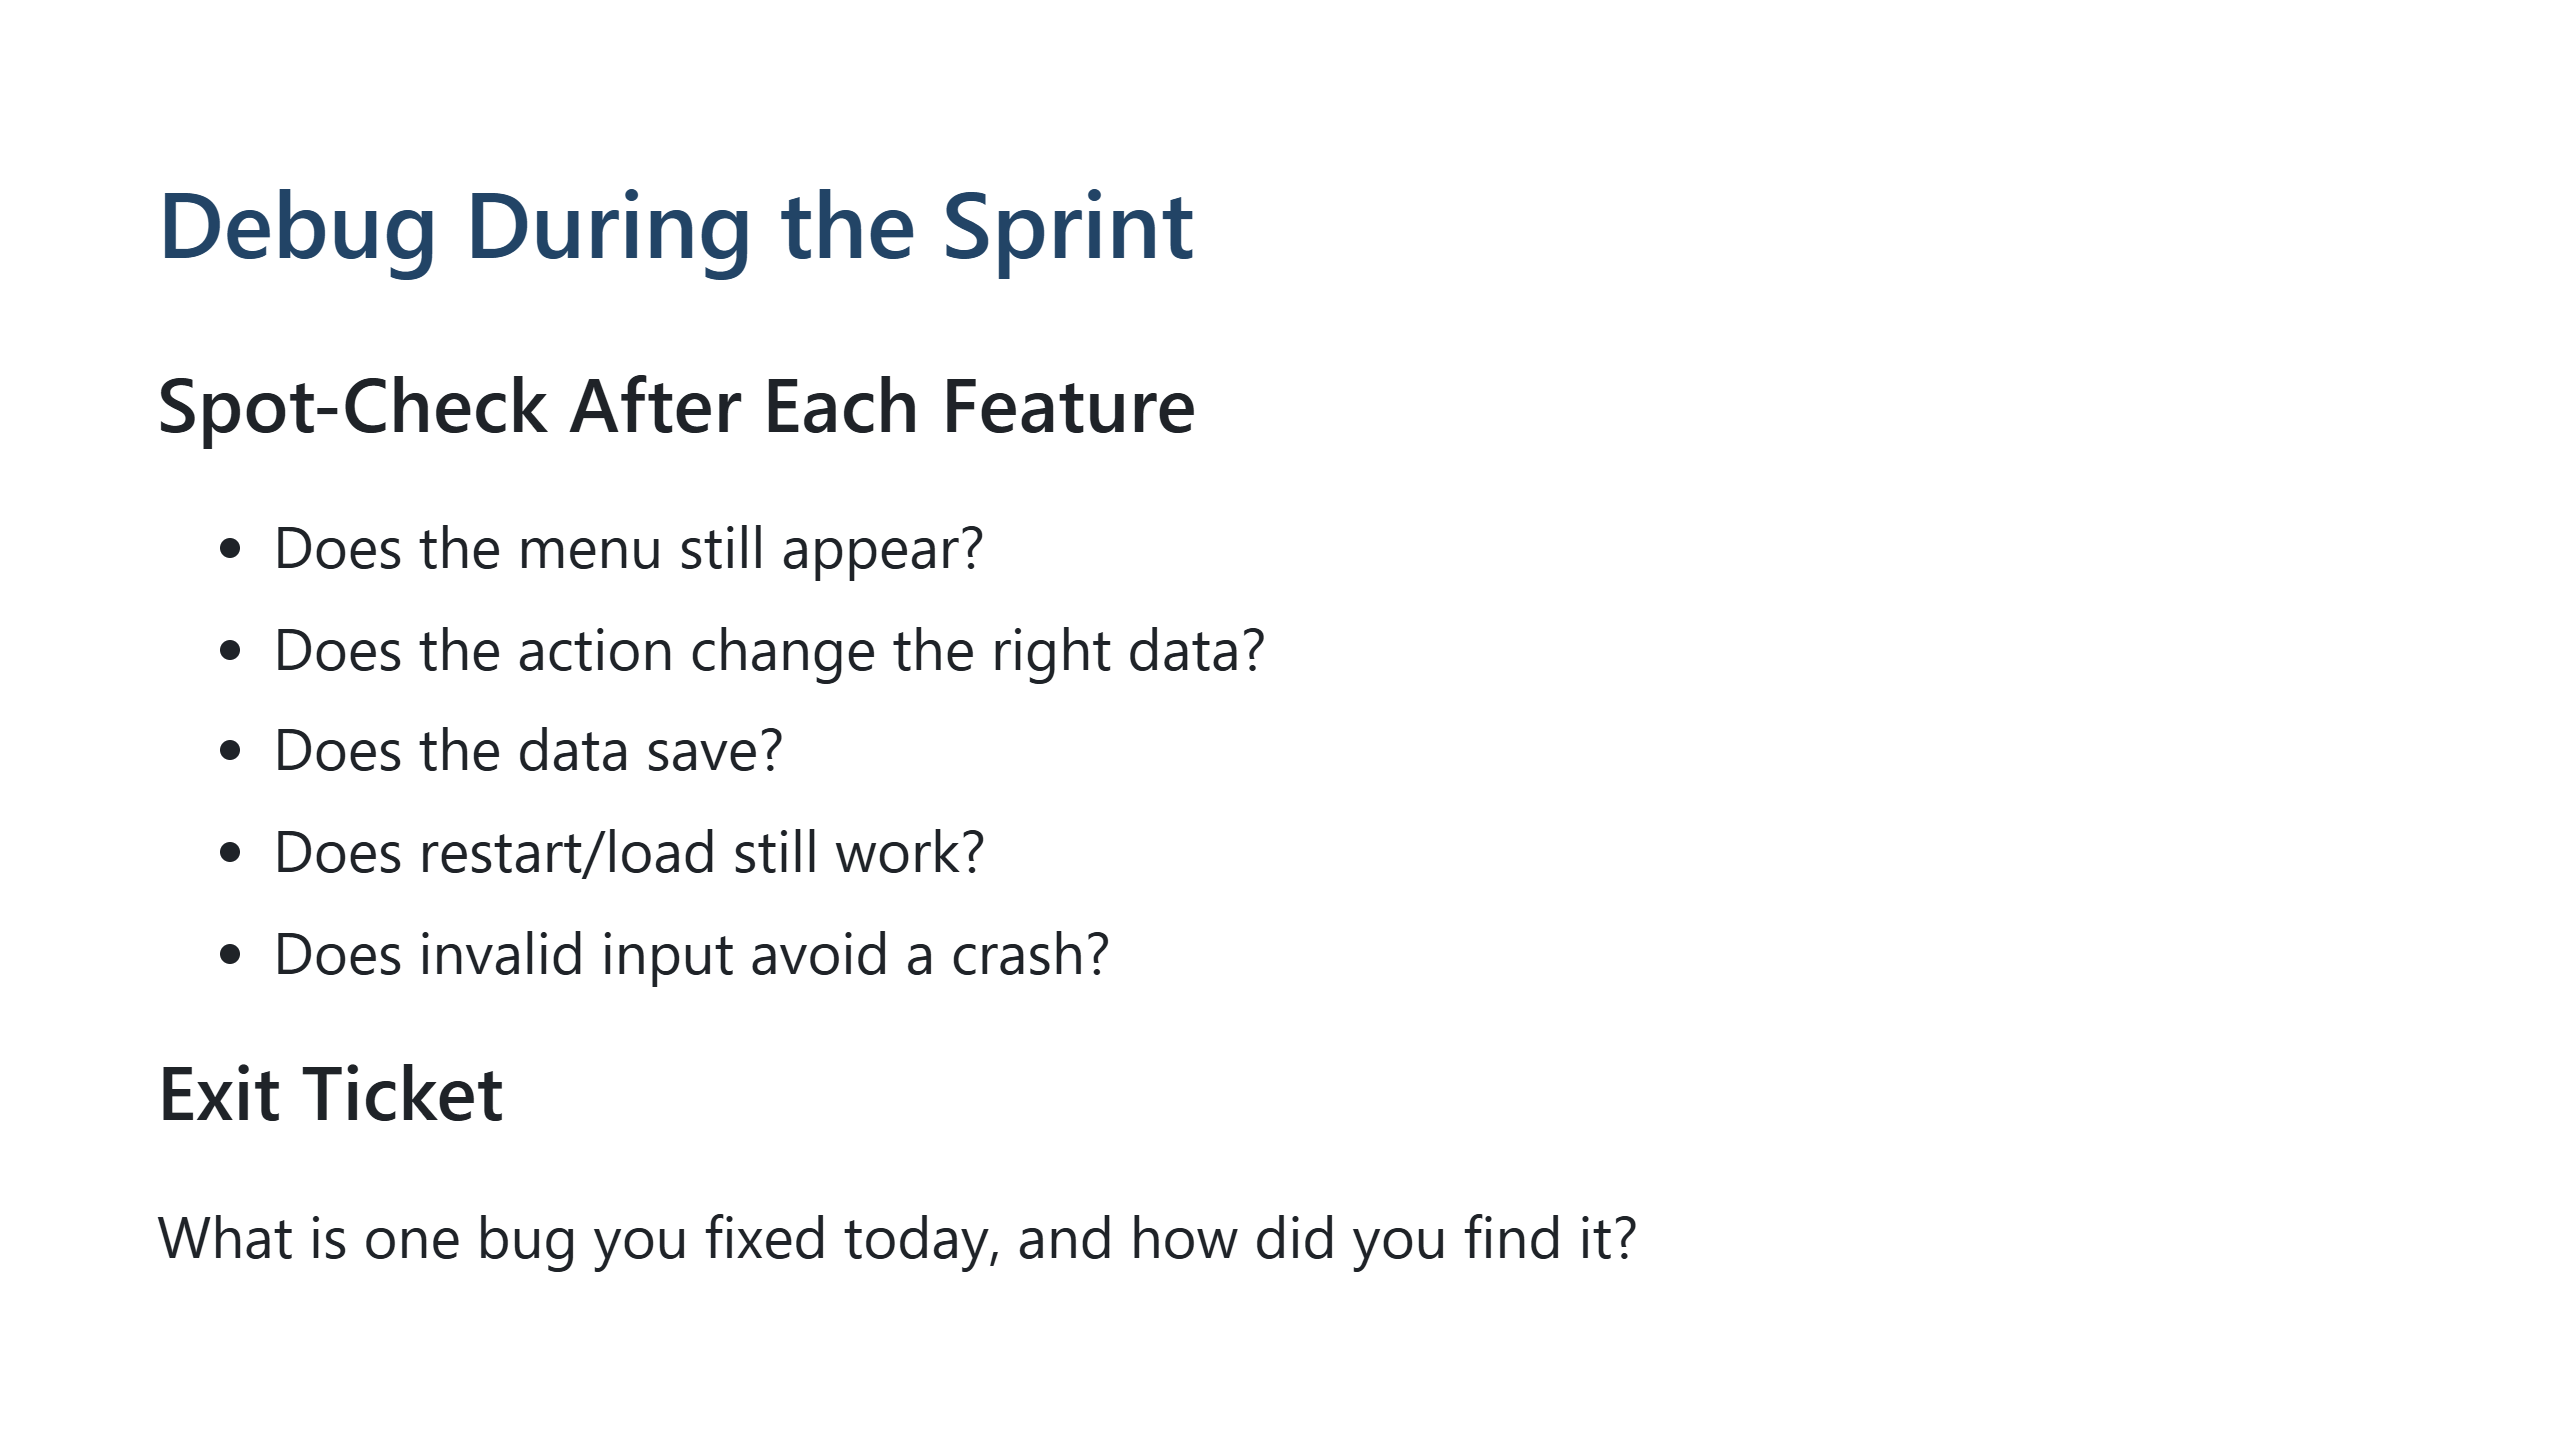 Debug During the Sprint
Spot-Check After Each Feature
• Does the menu still appear?
• Does the action change the right data?
• Does the data save?
• Does restart/load still work?
• Does invalid input avoid a crash?
Exit Ticket
What is one bug you fixed today, and how did you find it?